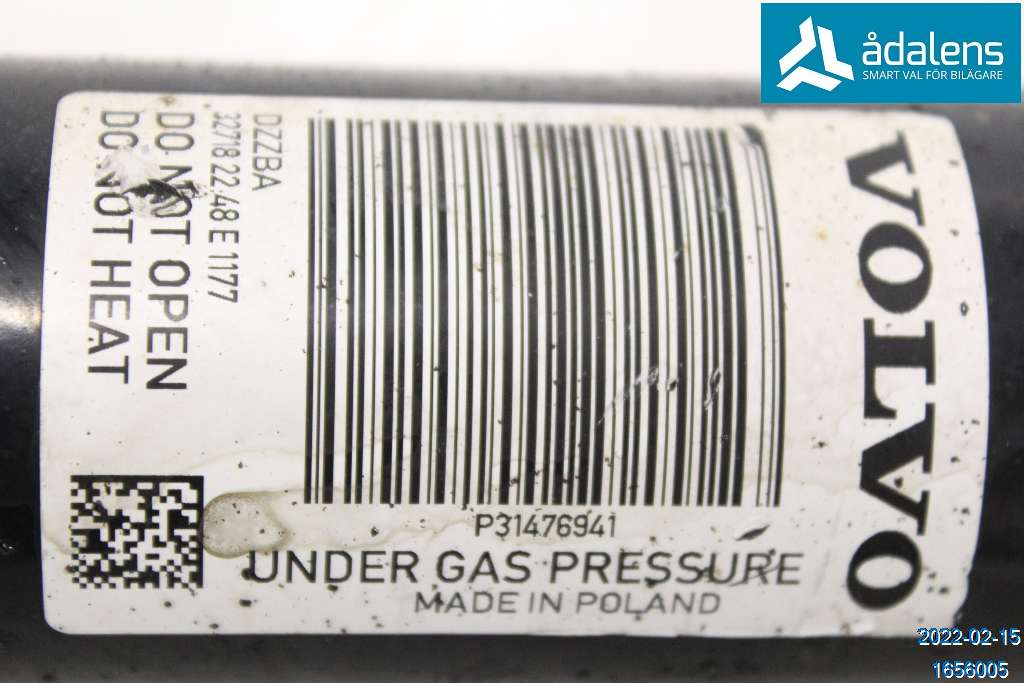 ådalens
SMART VAL FÖR BILÄGARE
VOLVO
DZZBA
32718 22:48 E 1177
DO NOT OPEN
DO NOT HEAT
P31476941
UNDER GAS PRESSURE
MADE IN POLAND
2022-02-15
1656005